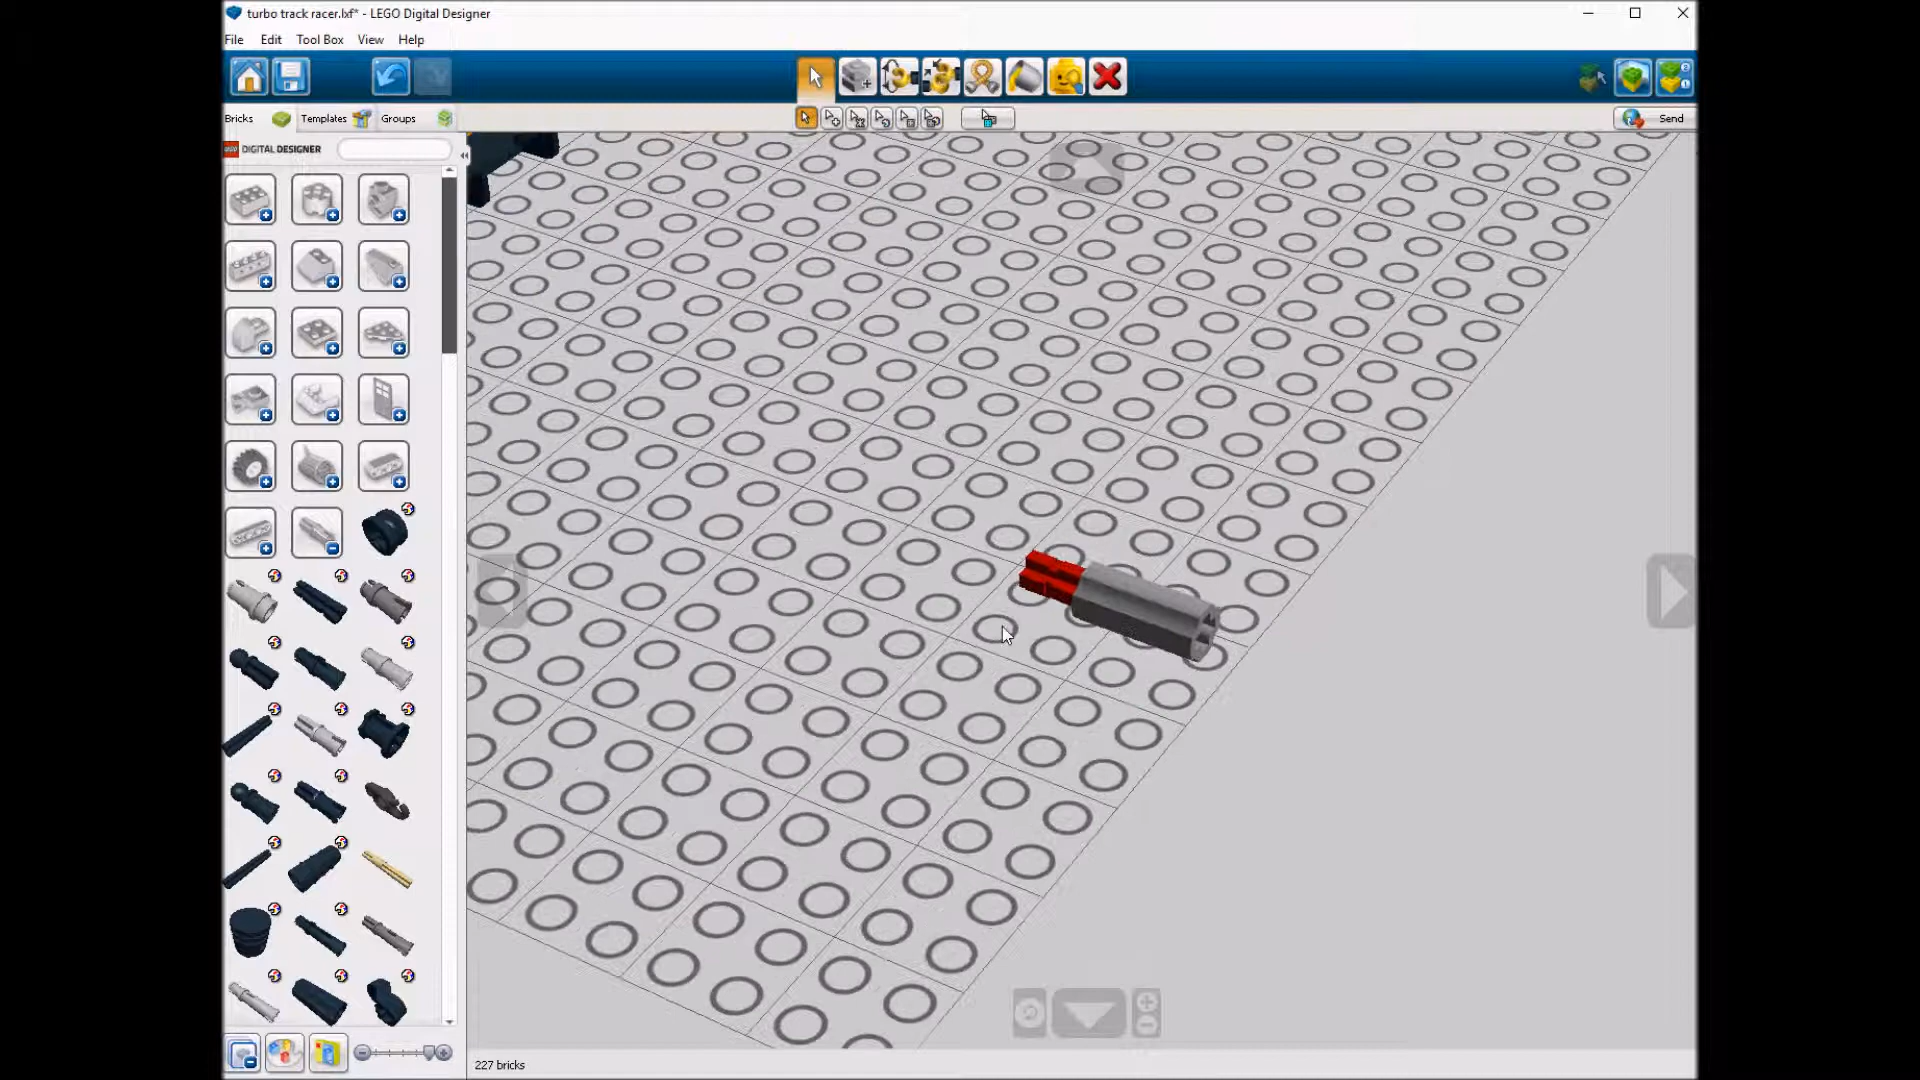 turbo track racer.lxf* - LEGO Digital Designer
File Edit Tool Box View Help
Bricks Templates Groups
Send
LEGO DIGITAL DESIGNER
227 bricks